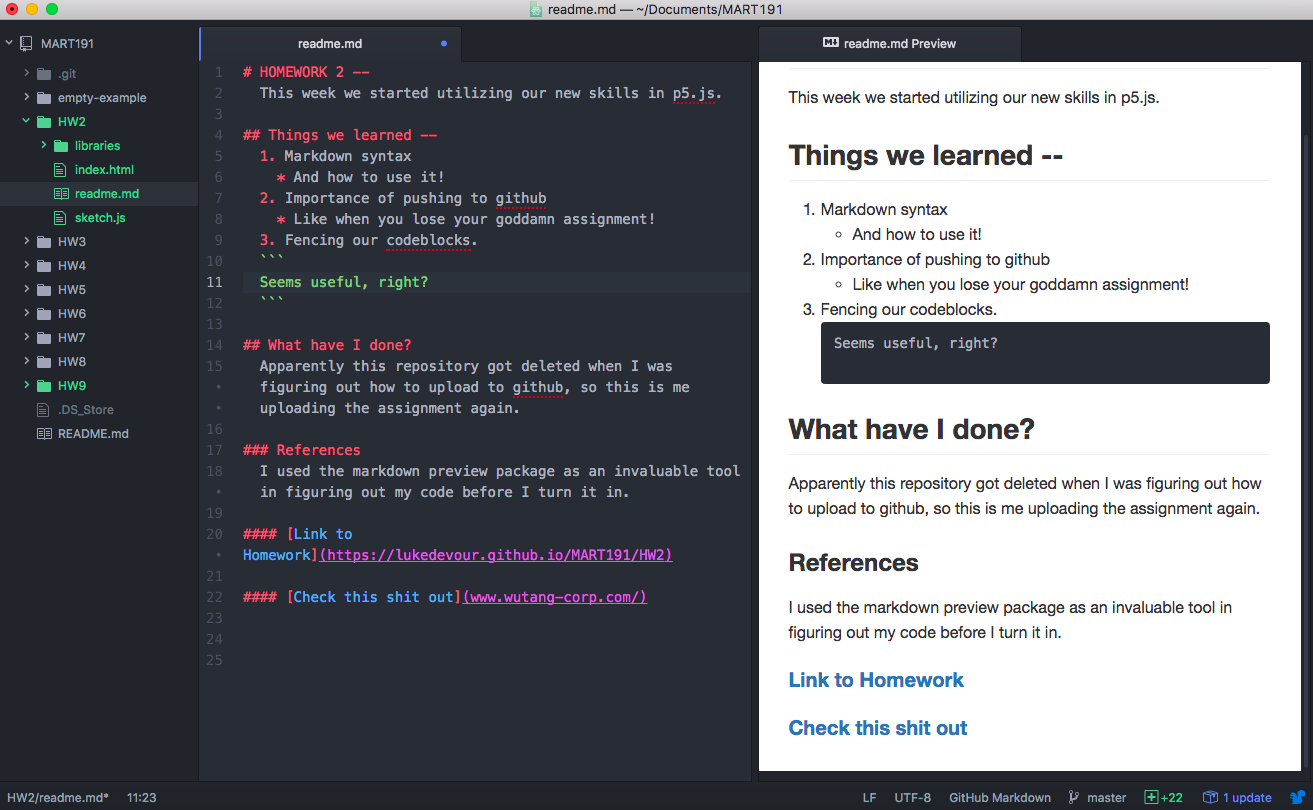 readme.md — ~/Documents/MART191
MART191
.git
empty-example
HW2
libraries
index.html
readme.md
sketch.js
HW3
HW4
HW5
HW6
HW7
HW8
HW9
.DS_Store
README.md
readme.md
1 # HOMEWORK 2 --
2 This week we started utilizing our new skills in p5.js.
3
4 ## Things we learned --
5 1. Markdown syntax
6 * And how to use it!
7 2. Importance of pushing to github
8 * Like when you lose your goddamn assignment!
9 3. Fencing our codeblocks.
10 ```
11 Seems useful, right?
12 ```
13
14 ## What have I done?
15 Apparently this repository got deleted when I was
• figuring out how to upload to github, so this is me
• uploading the assignment again.
16
17 ### References
18 I used the markdown preview package as an invaluable tool
• in figuring out my code before I turn it in.
19
20 #### [Link to
• Homework](https://lukedevour.github.io/MART191/HW2)
21
22 #### [Check this shit out](www.wutang-corp.com/)
23
24
25
readme.md Preview
This week we started utilizing our new skills in p5.js.
Things we learned --
1. Markdown syntax
◦ And how to use it!
2. Importance of pushing to github
◦ Like when you lose your goddamn assignment!
3. Fencing our codeblocks.
Seems useful, right?
What have I done?
Apparently this repository got deleted when I was figuring out how
to upload to github, so this is me uploading the assignment again.
References
I used the markdown preview package as an invaluable tool in
figuring out my code before I turn it in.
Link to Homework
Check this shit out
HW2/readme.md* 11:23 LF UTF-8 GitHub Markdown master +22 1 update